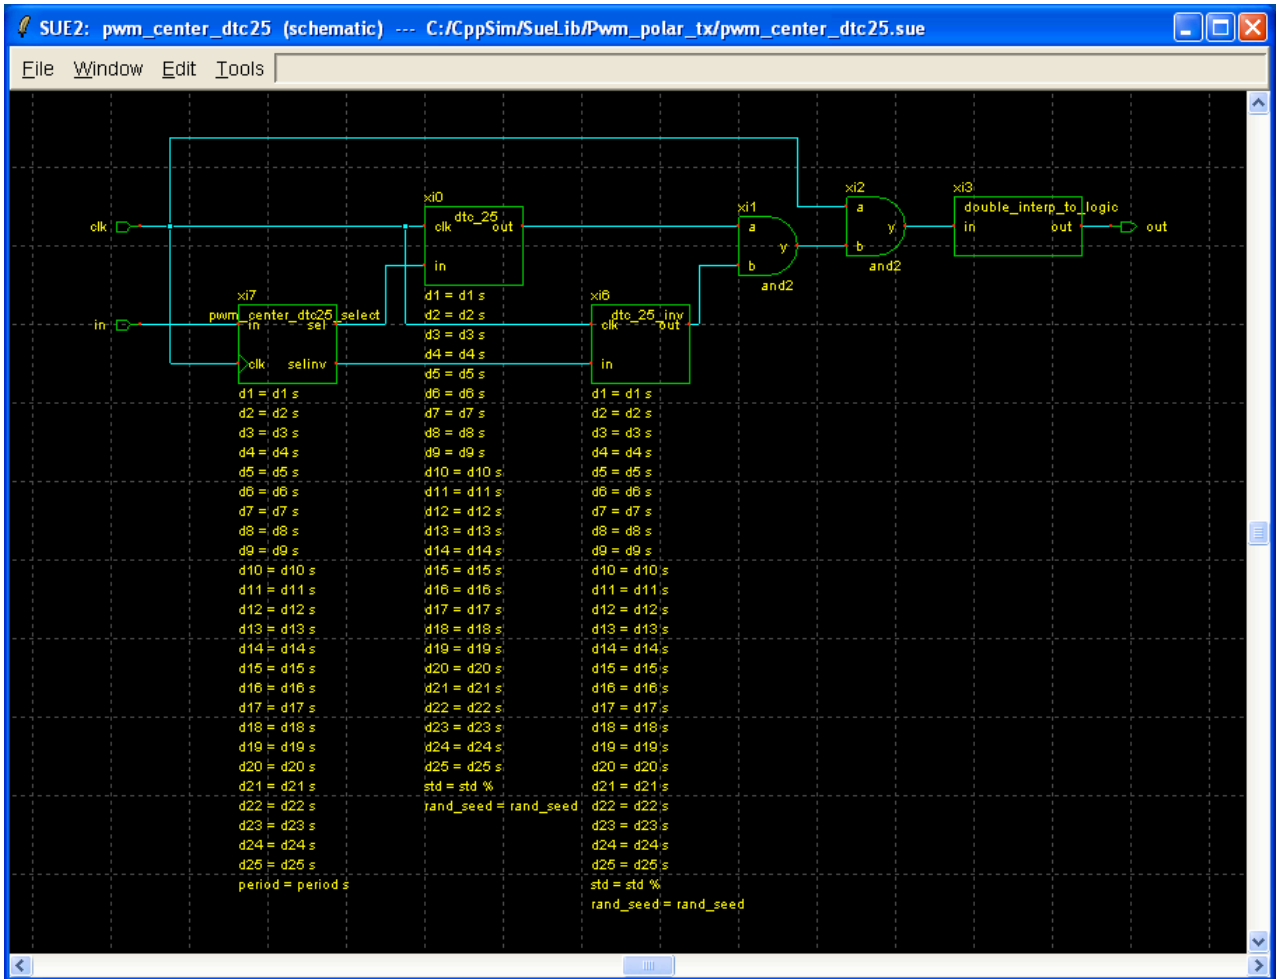 SUE2: pwm_center_dtc25 (schematic) --- C:/CppSim/SueLib/Pwm_polar_tx/pwm_center_dtc25.sue
File Window Edit Tools
clk
in
xi0
dtc_25
clk out
in
d1 = d1 s
d2 = d2 s
d3 = d3 s
d4 = d4 s
d5 = d5 s
d6 = d6 s
d7 = d7 s
d8 = d8 s
d9 = d9 s
d10 = d10 s
d11 = d11 s
d12 = d12 s
d13 = d13 s
d14 = d14 s
d15 = d15 s
d16 = d16 s
d17 = d17 s
d18 = d18 s
d19 = d19 s
d20 = d20 s
d21 = d21 s
d22 = d22 s
d23 = d23 s
d24 = d24 s
d25 = d25 s
std = std %
rand_seed = rand_seed
xi7
pwm_center_dtc25_select
in sel
clk selinv
d1 = d1 s
d2 = d2 s
d3 = d3 s
d4 = d4 s
d5 = d5 s
d6 = d6 s
d7 = d7 s
d8 = d8 s
d9 = d9 s
d10 = d10 s
d11 = d11 s
d12 = d12 s
d13 = d13 s
d14 = d14 s
d15 = d15 s
d16 = d16 s
d17 = d17 s
d18 = d18 s
d19 = d19 s
d20 = d20 s
d21 = d21 s
d22 = d22 s
d23 = d23 s
d24 = d24 s
d25 = d25 s
period = period s
xi6
dtc_25_inv
clk out
in
d1 = d1 s
d2 = d2 s
d3 = d3 s
d4 = d4 s
d5 = d5 s
d6 = d6 s
d7 = d7 s
d8 = d8 s
d9 = d9 s
d10 = d10 s
d11 = d11 s
d12 = d12 s
d13 = d13 s
d14 = d14 s
d15 = d15 s
d16 = d16 s
d17 = d17 s
d18 = d18 s
d19 = d19 s
d20 = d20 s
d21 = d21 s
d22 = d22 s
d23 = d23 s
d24 = d24 s
d25 = d25 s
std = std %
rand_seed = rand_seed
xi1
a
y
b
and2
xi2
a
y
b
and2
xi3
double_interp_to_logic
in out
out